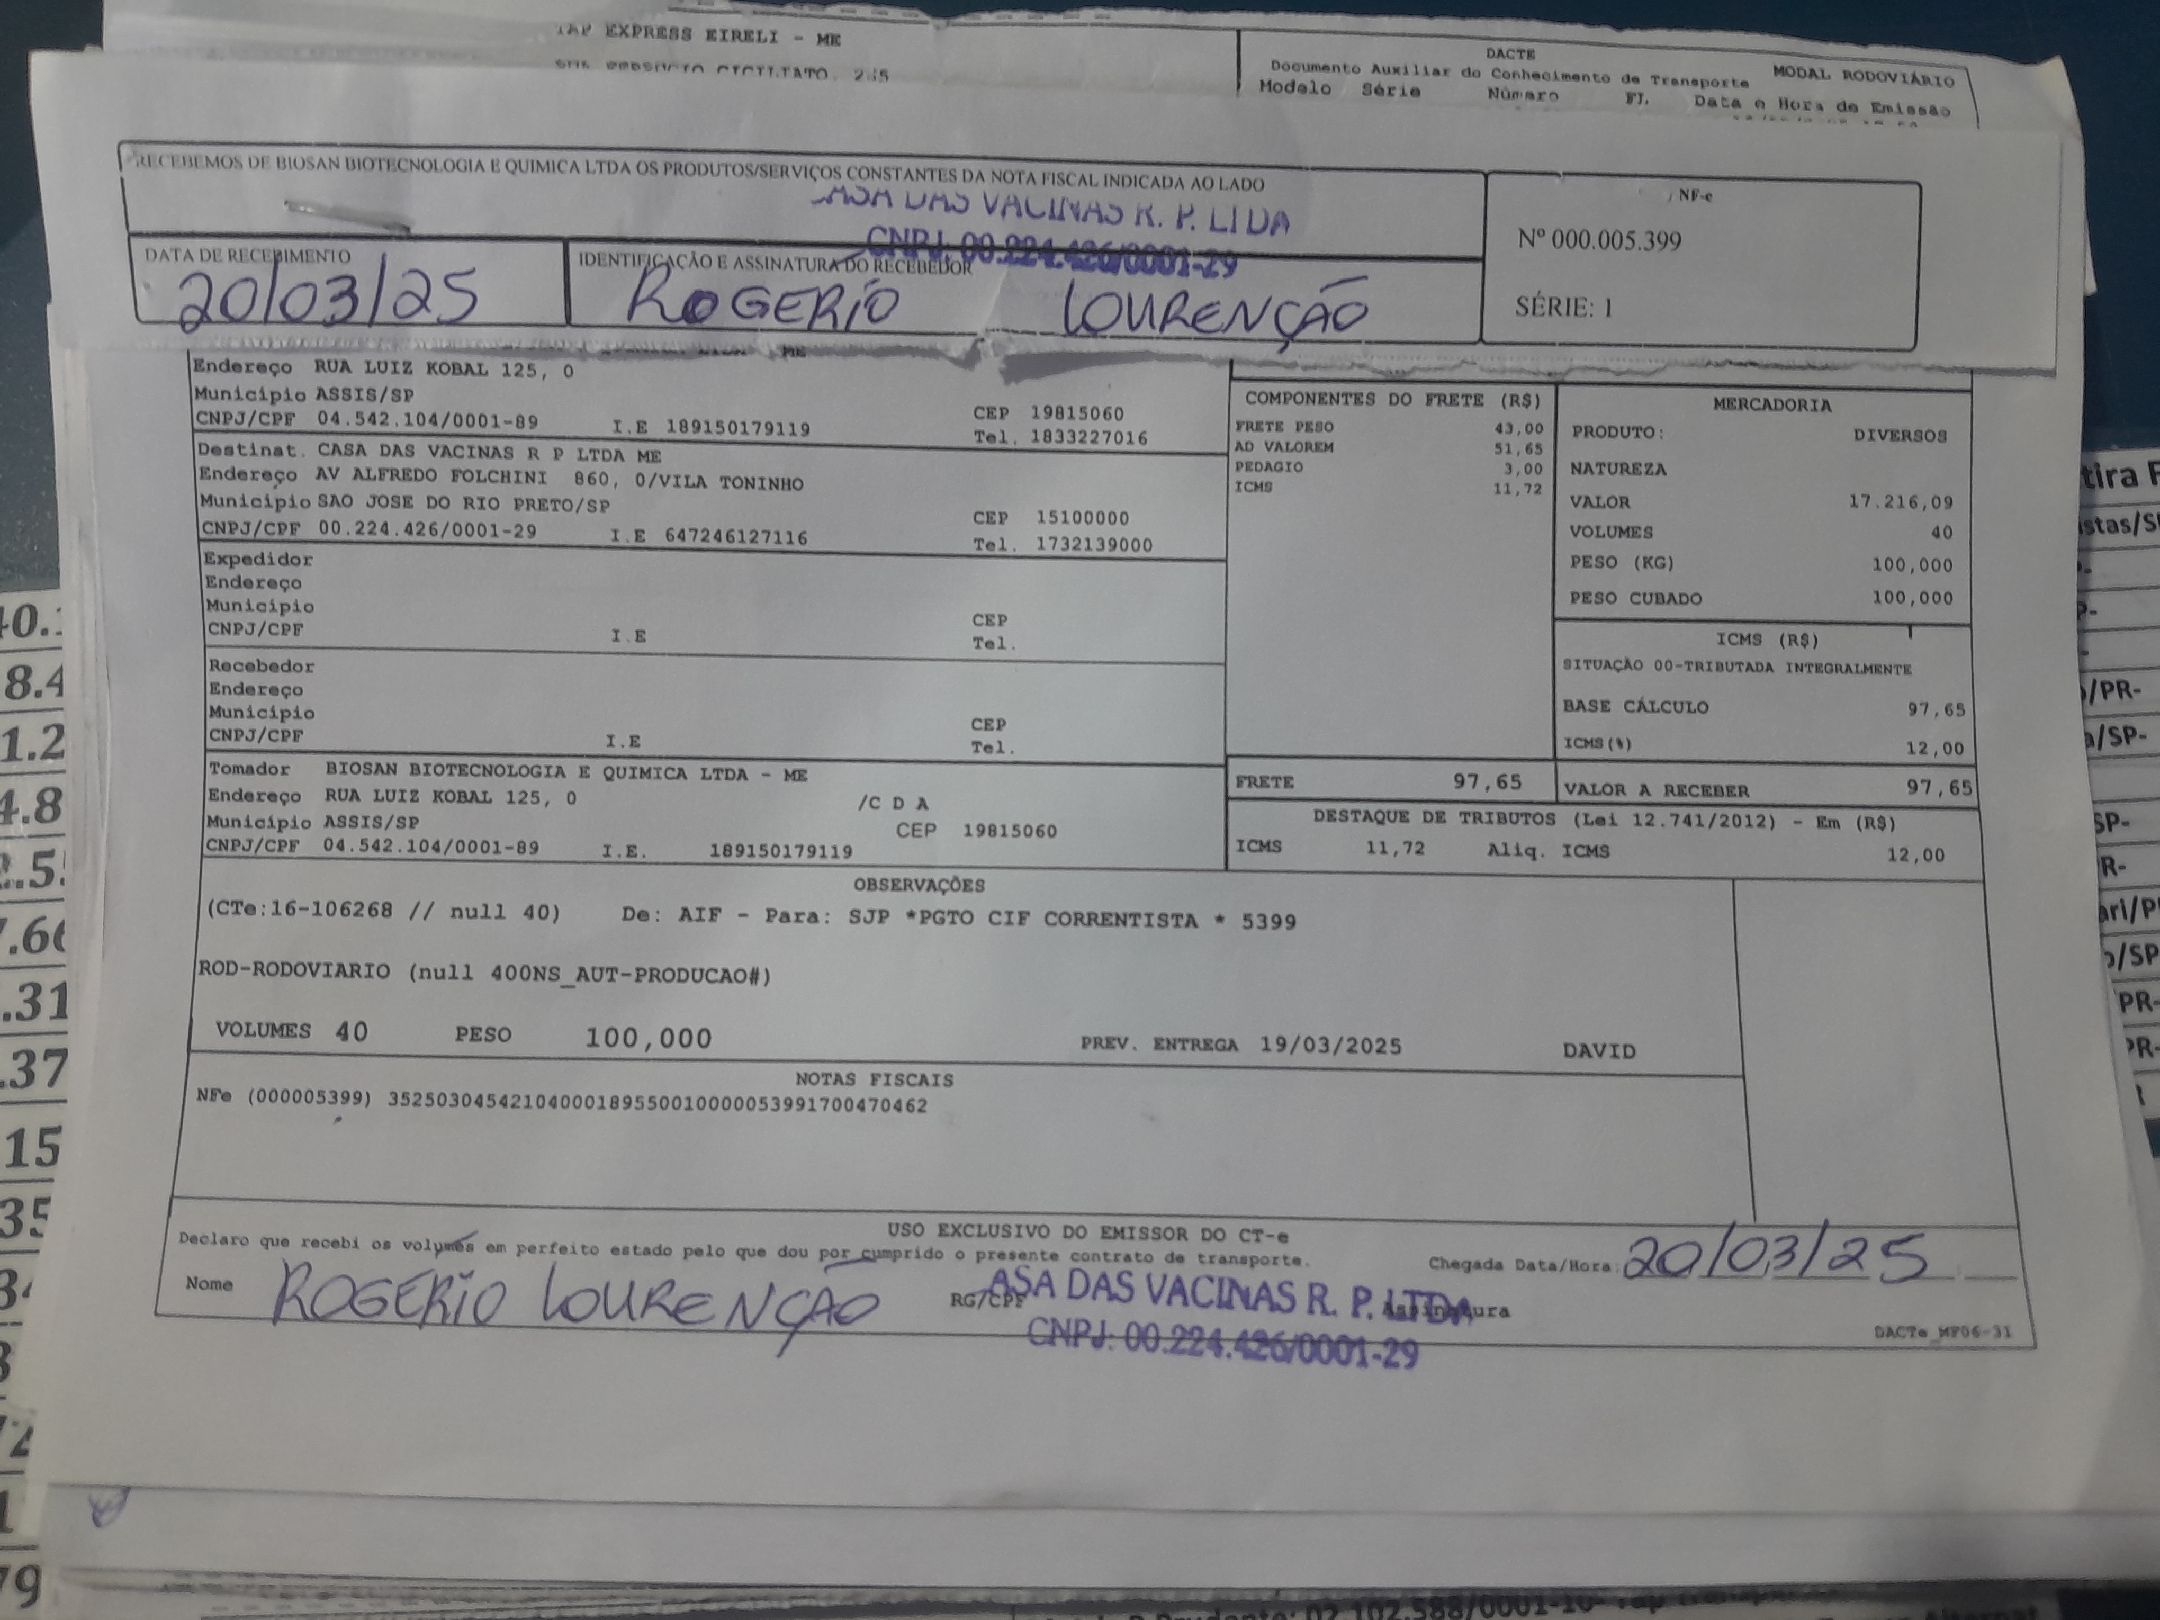 TAP EXPRESS EIRELI - ME
DACTE
Documento Auxiliar do Conhecimento de Transporte MODAL RODOVIÁRIO
Modelo Série Número FL. Data e Hora de Emissão
RECEBEMOS DE BIOSAN BIOTECNOLOGIA E QUIMICA LTDA OS PRODUTOS/SERVIÇOS CONSTANTES DA NOTA FISCAL INDICADA AO LADO
ASA DAS VACINAS R. P. LTDA
CNPJ: 00.224.426/0001-29
NF-e
Nº 000.005.399
SÉRIE: 1
DATA DE RECEBIMENTO
20/03/25
IDENTIFICAÇÃO E ASSINATURA DO RECEBEDOR
ROGERIO LOURENÇÃO
ME
Endereço RUA LUIZ KOBAL 125, 0
Município ASSIS/SP
CEP 19815060
CNPJ/CPF 04.542.104/0001-89 I.E 189150179119 Tel. 1833227016
Destinat. CASA DAS VACINAS R P LTDA ME
Endereço AV ALFREDO FOLCHINI 860, 0/VILA TONINHO
Município SAO JOSE DO RIO PRETO/SP
CEP 15100000
CNPJ/CPF 00.224.426/0001-29 I.E 647246127116 Tel. 1732139000
Expedidor
Endereço
Município CEP
CNPJ/CPF I.E Tel.
Recebedor
Endereço
Município CEP
CNPJ/CPF I.E Tel.
Tomador BIOSAN BIOTECNOLOGIA E QUIMICA LTDA - ME
Endereço RUA LUIZ KOBAL 125, 0 /C D A
Município ASSIS/SP CEP 19815060
CNPJ/CPF 04.542.104/0001-89 I.E. 189150179119
COMPONENTES DO FRETE (R$)
FRETE PESO 43,00
AD VALOREM 51,65
PEDAGIO 3,00
ICMS 11,72
MERCADORIA
PRODUTO: DIVERSOS
NATUREZA
VALOR 17.216,09
VOLUMES 40
PESO (KG) 100,000
PESO CUBADO 100,000
ICMS (R$)
SITUAÇÃO 00-TRIBUTADA INTEGRALMENTE
BASE CÁLCULO 97,65
ICMS(%) 12,00
FRETE 97,65 VALOR A RECEBER 97,65
DESTAQUE DE TRIBUTOS (Lei 12.741/2012) - Em (R$)
ICMS 11,72 Aliq. ICMS 12,00
OBSERVAÇÕES
(CTe:16-106268 // null 40) De: AIF - Para: SJP *PGTO CIF CORRENTISTA * 5399
ROD-RODOVIARIO (null 400NS_AUT-PRODUCAO#)
VOLUMES 40 PESO 100,000 PREV. ENTREGA 19/03/2025 DAVID
NOTAS FISCAIS
NFe (000005399) 35250304542104000189550010000053991700470462
USO EXCLUSIVO DO EMISSOR DO CT-e
Declaro que recebi os volumes em perfeito estado pelo que dou por cumprido o presente contrato de transporte.
Chegada Data/Hora: 20/03/25
Nome ROGERIO LOURENÇÃO RG/CPF Assinatura
ASA DAS VACINAS R. P. LTDA
CNPJ: 00.224.426/0001-29
DACTe_MF06-31